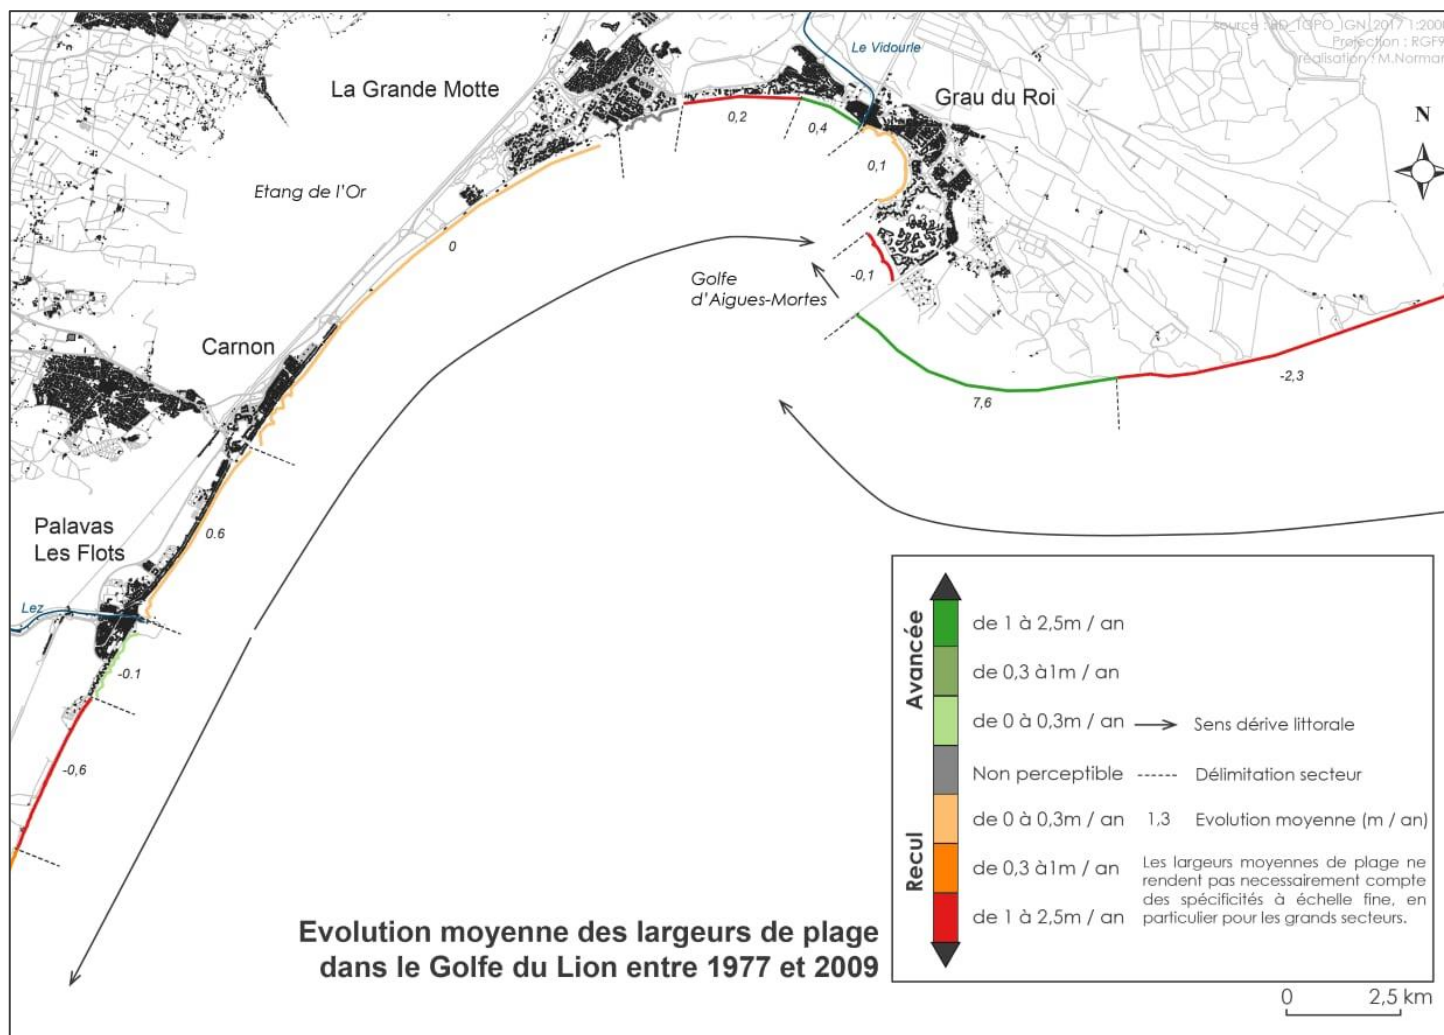 source : BD_TOPO_IGN_2017 1:2000
Projection : RGF9
réalisation : M.Norman
La Grande Motte
Le Vidourle
Grau du Roi
N
0,2
0,4
0,1
Etang de l'Or
0
-0,1
Golfe
d'Aigues-Mortes
Carnon
7,6
-2,3
Palavas
Les Flots
0.6
Lez
-0.1
-0,6
Avancée
Recul
de 1 à 2,5m / an
de 0,3 à1m / an
de 0 à 0,3m / an
Non perceptible
de 0 à 0,3m / an
de 0,3 à1m / an
de 1 à 2,5m / an
Sens dérive littorale
Délimitation secteur
1,3 Evolution moyenne (m / an)
Les largeurs moyennes de plage ne
rendent pas necessairement compte
des spécificités à échelle fine, en
particulier pour les grands secteurs.
Evolution moyenne des largeurs de plage
dans le Golfe du Lion entre 1977 et 2009
0 2,5 km